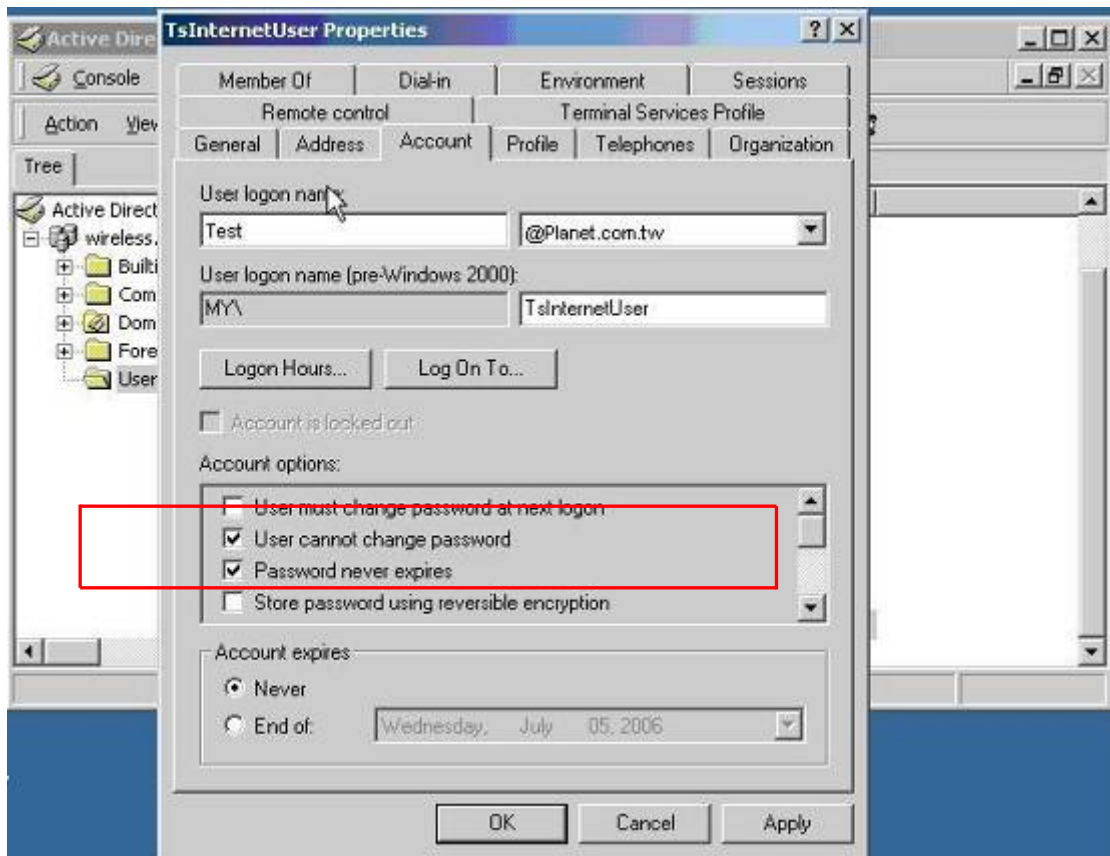 Active Dire
TsInternetUser Properties
Console
Action View
Tree
Active Direct
wireless.
Builti
Com
Dom
Fore
User
Member Of Dial-in Environment Sessions
Remote control Terminal Services Profile
General Address Account Profile Telephones Organization
User logon name:
Test @Planet.com.tw
User logon name (pre-Windows 2000):
MY\ TsInternetUser
Logon Hours... Log On To...
Account is locked out
Account options:
User must change password at next logon
User cannot change password
Password never expires
Store password using reversible encryption
Account expires
Never
End of: Wednesday, July 05, 2006
OK Cancel Apply